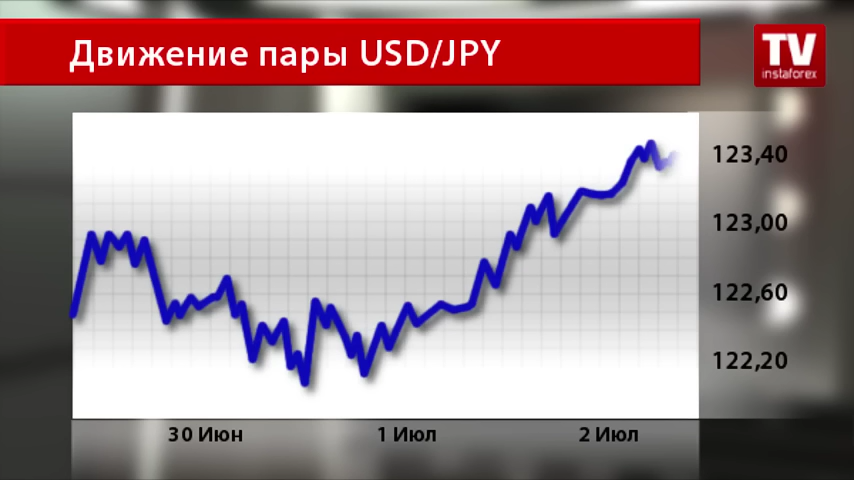 Движение пары USD/JPY
TV
instaforex
123,40
123,00
122,60
122,20
30 Июн
1 Июл
2 Июл